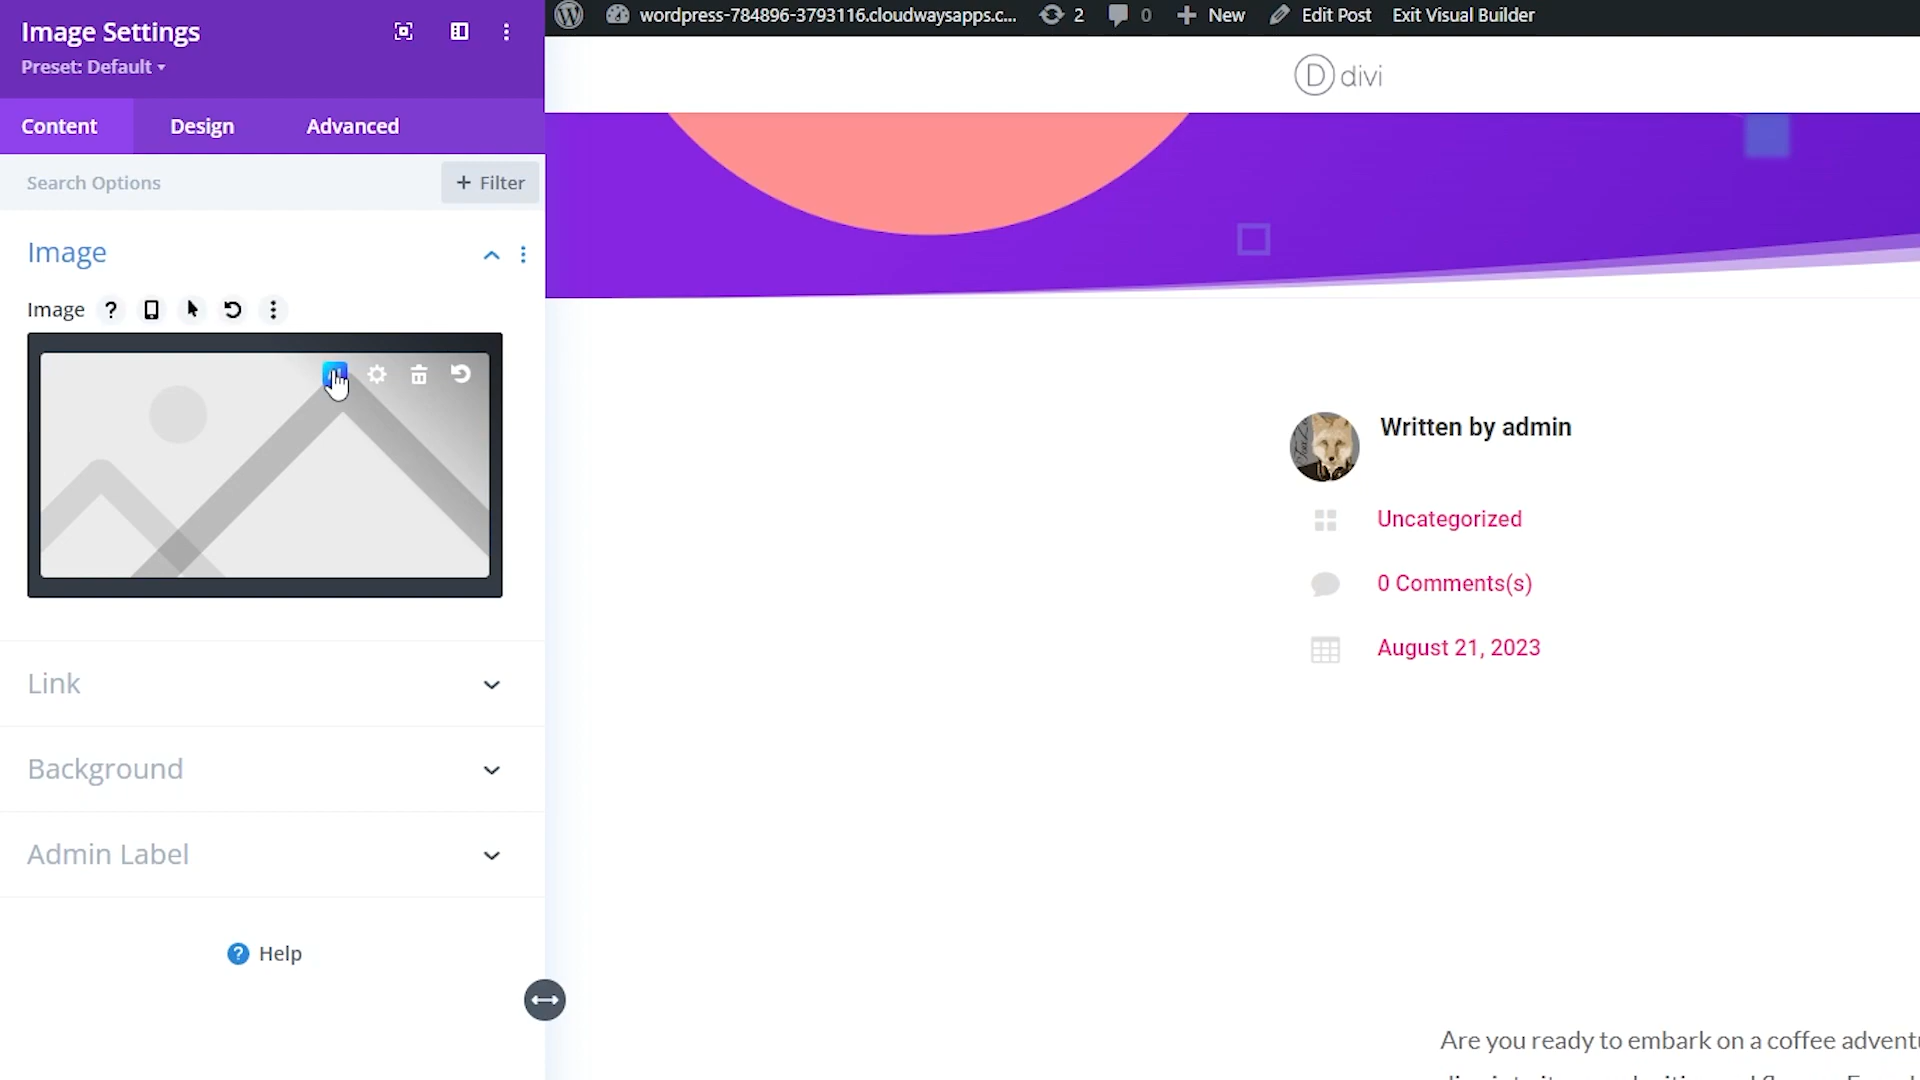 Image Settings
Preset: Default
Content
Design
Advanced
Search Options
+ Filter
Image
Image
Link
Background
Admin Label
Help
wordpress-784896-3793116.cloudwaysapps.c...
2
0
New
Edit Post
Exit Visual Builder
D divi
Written by admin
Uncategorized
0 Comments(s)
August 21, 2023
Are you ready to embark on a coffee